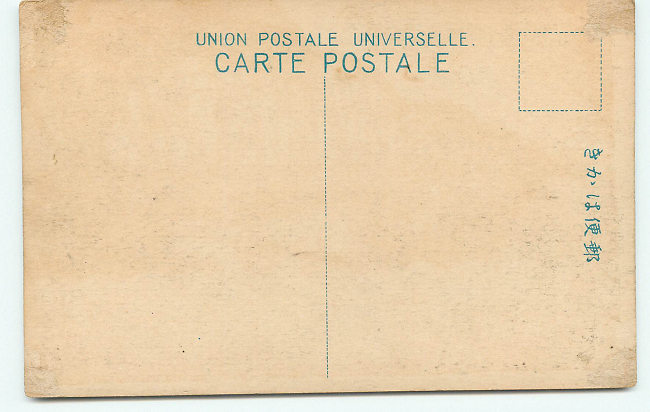 UNION POSTALE UNIVERSELLE.
CARTE POSTALE
郵便はかき